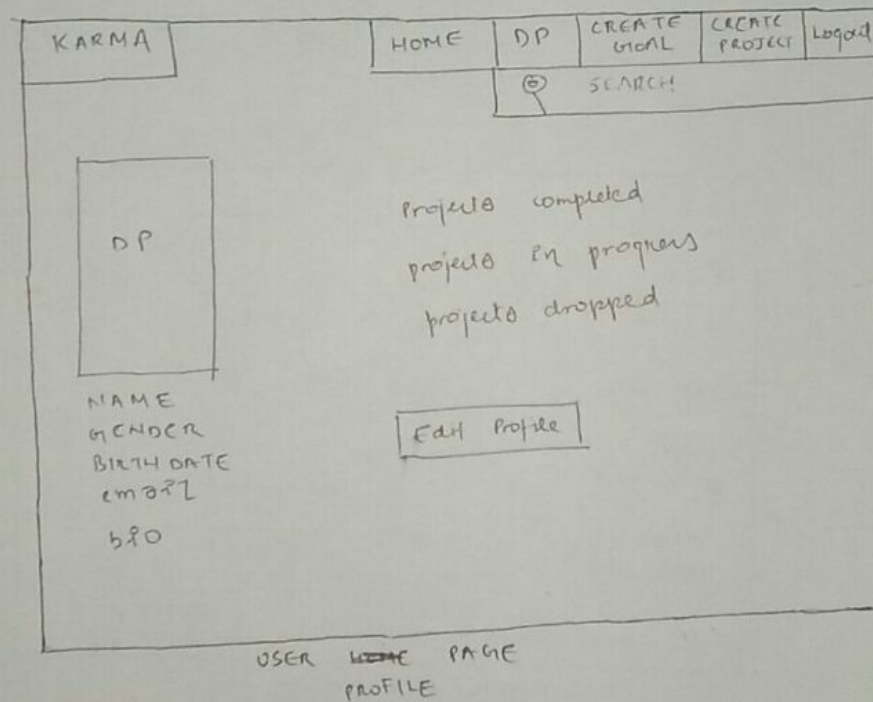 KARMA
HOME DP CREATE GOAL CREATE PROJECT Logout
SEARCH
DP
projects completed
projects in progress
projects dropped
NAME
GENDER
BIRTH DATE
email
bio
Edit Profile
USER PAGE
PROFILE